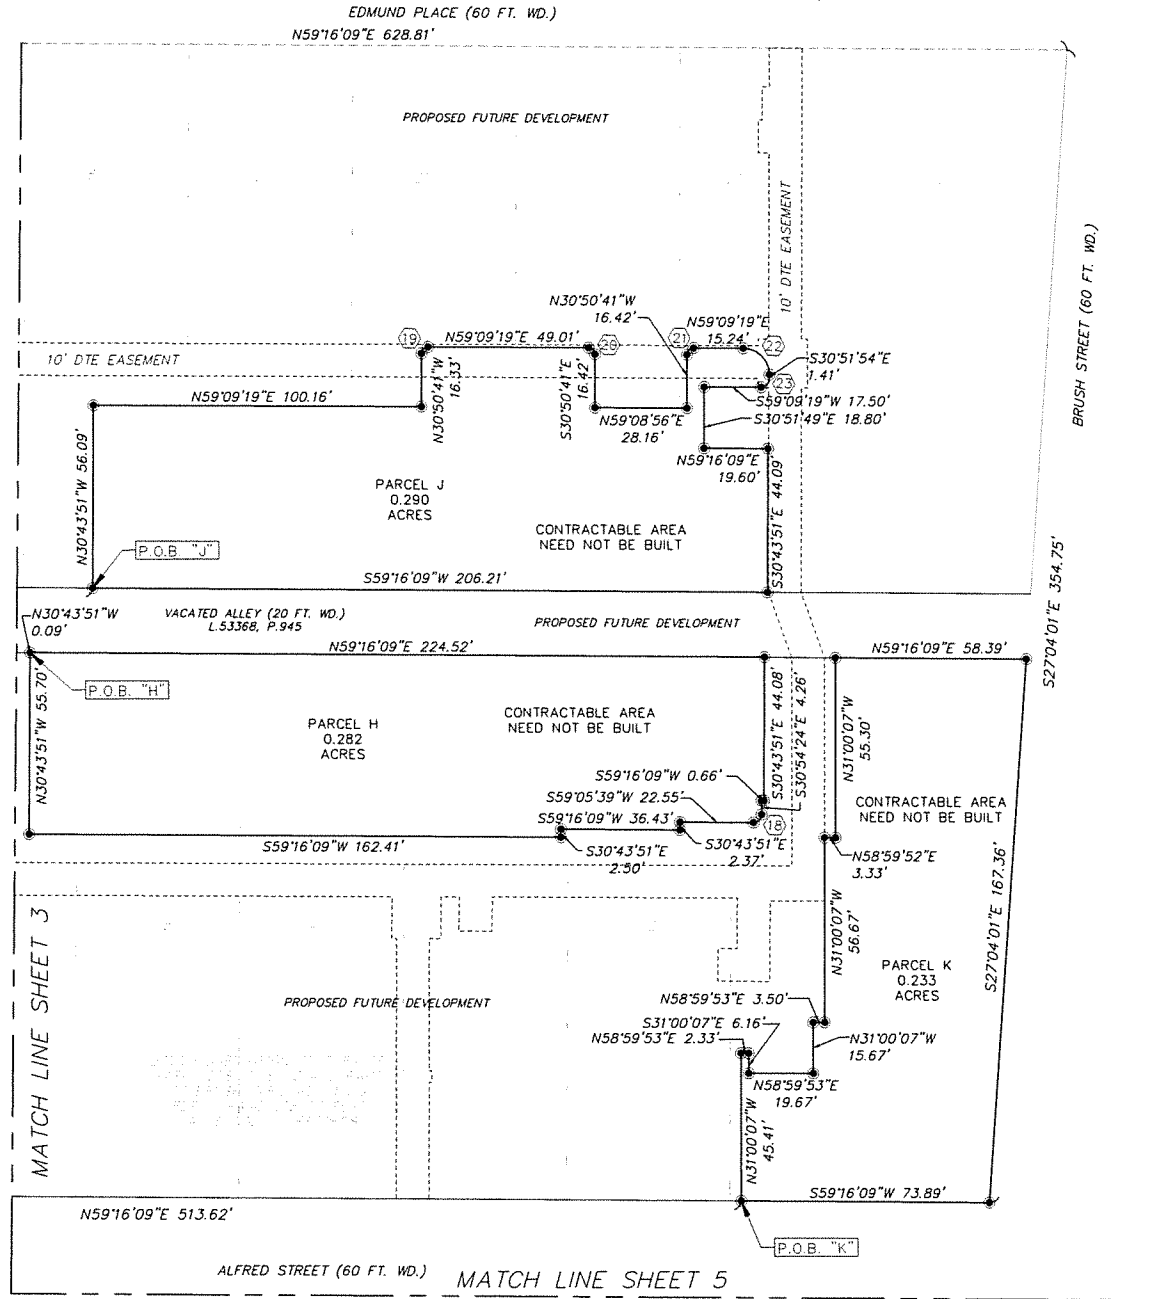 EDMUND PLACE (60 FT. WD.)
N59°16'09"E 628.81'
PROPOSED FUTURE DEVELOPMENT
10' DTE EASEMENT
BRUSH STREET (60 FT. WD.)
N30°50'41"W
16.42'
N59°09'19"E
15.24'
19
N59°09'19"E 49.01'
20
21
22
S30°51'54"E
1.41'
23
10' DTE EASEMENT
N59°09'19"E 100.16'
N30°50'41"W
16.33'
S30°50'41"E
16.42'
N59°08'56"E
28.16'
S59°09'19"W 17.50'
S30°51'49"E 18.80'
N59°16'09"E
19.60'
N30°43'51"W 56.09'
PARCEL J
0.290
ACRES
CONTRACTABLE AREA
NEED NOT BE BUILT
S30°43'51"E 44.09'
P.O.B. "J"
S59°16'09"W 206.21'
S27°04'01"E 354.75'
N30°43'51"W
0.09'
VACATED ALLEY (20 FT. WD.)
L.53368, P.945
PROPOSED FUTURE DEVELOPMENT
N59°16'09"E 224.52'
N59°16'09"E 58.39'
P.O.B. "H"
N30°43'51"W 55.70'
PARCEL H
0.282
ACRES
CONTRACTABLE AREA
NEED NOT BE BUILT
S30°43'51"E 44.08'
S30°54'24"E 4.26'
N31°00'07"W
55.30'
S59°16'09"W 0.66'
S59°05'39"W 22.55'
S59°16'09"W 36.43'
18
CONTRACTABLE AREA
NEED NOT BE BUILT
S59°16'09"W 162.41'
S30°43'51"E
2.50'
S30°43'51"E
2.37'
N58°59'52"E
3.33'
MATCH LINE SHEET 3
N31°00'07"W
56.67'
S27°04'01"E 167.36'
PARCEL K
0.233
ACRES
PROPOSED FUTURE DEVELOPMENT
N58°59'53"E 3.50'
S31°00'07"E 6.16'
N58°59'53"E 2.33'
N31°00'07"W
15.67'
N58°59'53"E
19.67'
N31°00'07"W
45.41'
S59°16'09"W 73.89'
N59°16'09"E 513.62'
P.O.B. "K"
ALFRED STREET (60 FT. WD.)
MATCH LINE SHEET 5